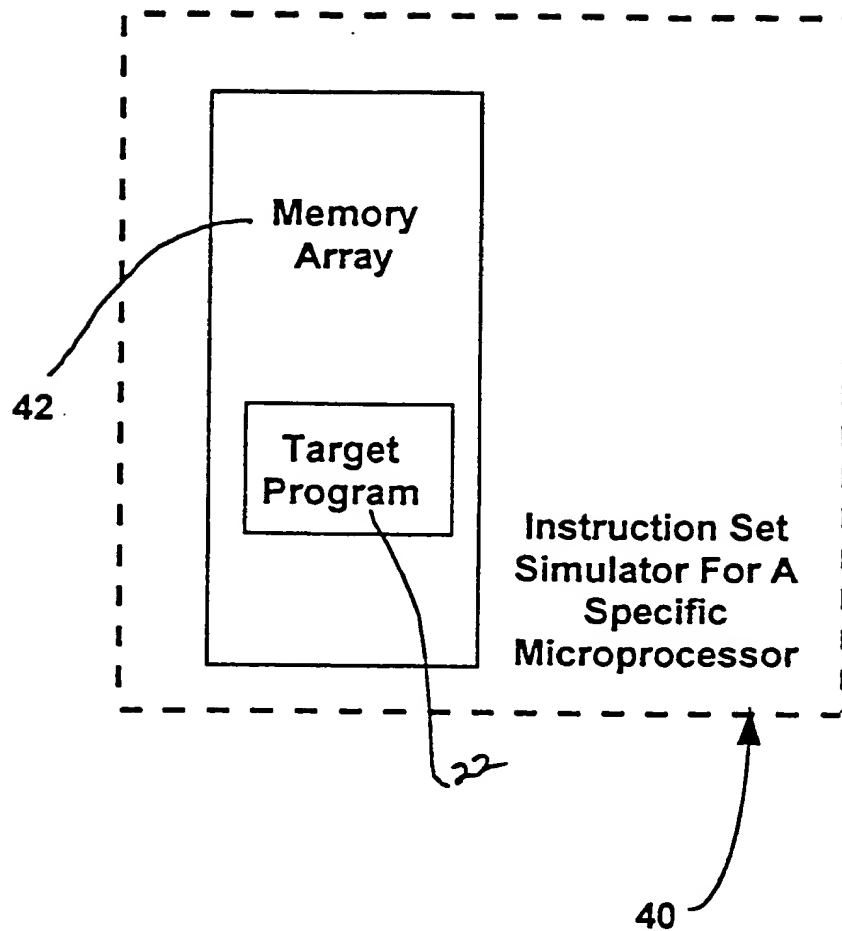 Memory
Array
42
Target
Program
Instruction Set
Simulator For A
Specific
Microprocessor
22
40